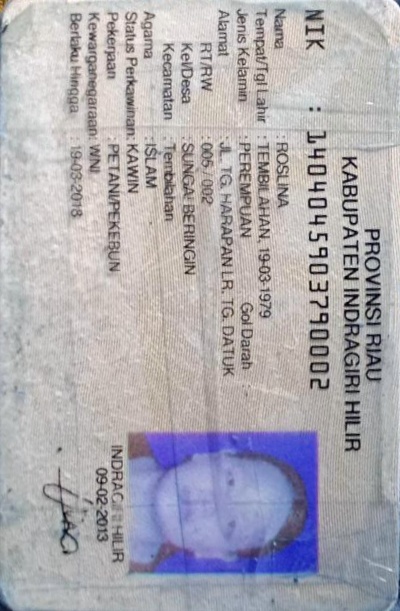 PROVINSI RIAU
KABUPATEN INDRAGIRI HILIR
NIK : 1404045903790002
Nama : ROSLINA
Tempat/Tgl Lahir : TEMBILAHAN, 19-03-1979
Jenis Kelamin : PEREMPUAN Gol Darah : -
Alamat : JL. TG. HARAPAN LR. TG. DATUK
RT/RW : 005 / 002
Kel/Desa : SUNGAI BERINGIN
Kecamatan : Tembilahan
Agama : ISLAM
Status Perkawinan: KAWIN
Pekerjaan : PETANI/PEKEBUN
Kewarganegaraan: WNI
Berlaku Hingga : 19-03-2018
INDRAGIRI HILIR
09-02-2013